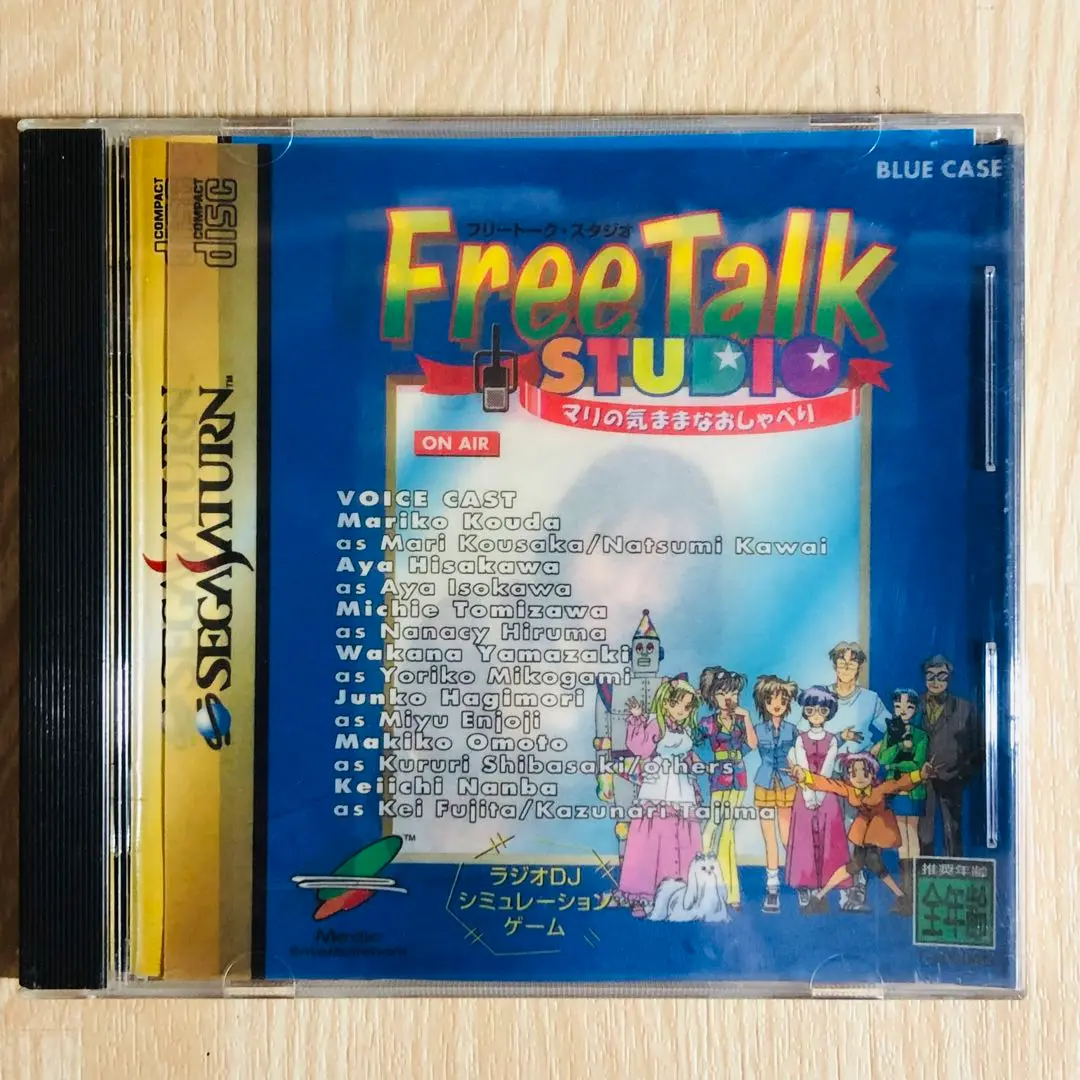 BLUE CASE
フリートーク・スタジオ
Free Talk
STUDIO
マリの気ままなおしゃべり
ON AIR
VOICE CAST
Mariko Kouda
as Mari Kousaka/Natsumi Kawai
Aya Hisakawa
as Aya Isokawa
Michie Tomizawa
as Nanacy Hiruma
Wakana Yamazaki
as Yoriko Mikogami
Junko Hagimori
as Miyu Enjoji
Makiko Omoto
as Kururi Shibasaki/others
Keiichi Nanba
as Kei Fujita/Kazunari Tajima
TM
ラジオDJ
シミュレーション
ゲーム
推奨年齢
全年齢
COMPACT
disc
COMPACT
disc
SEGA SATURN
SEGA SATURN™